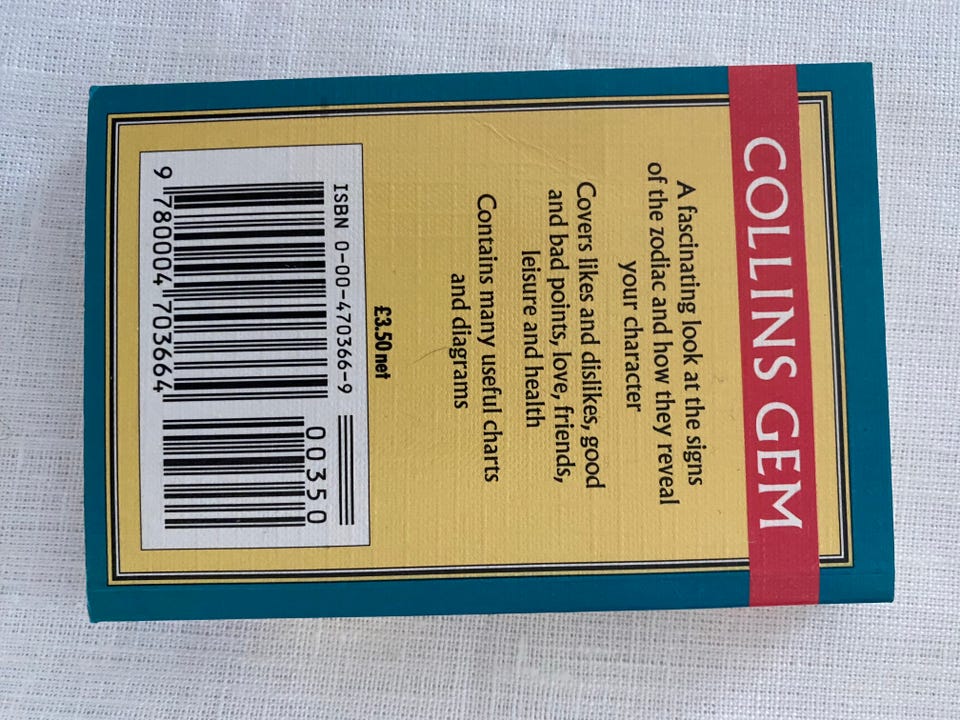 COLLINS GEM
A fascinating look at the signs
of the zodiac and how they reveal
your character
Covers likes and dislikes, good
and bad points, love, friends,
leisure and health
Contains many useful charts
and diagrams
£3.50 net
ISBN 0-00-470366-9
00350
9 780004 703664